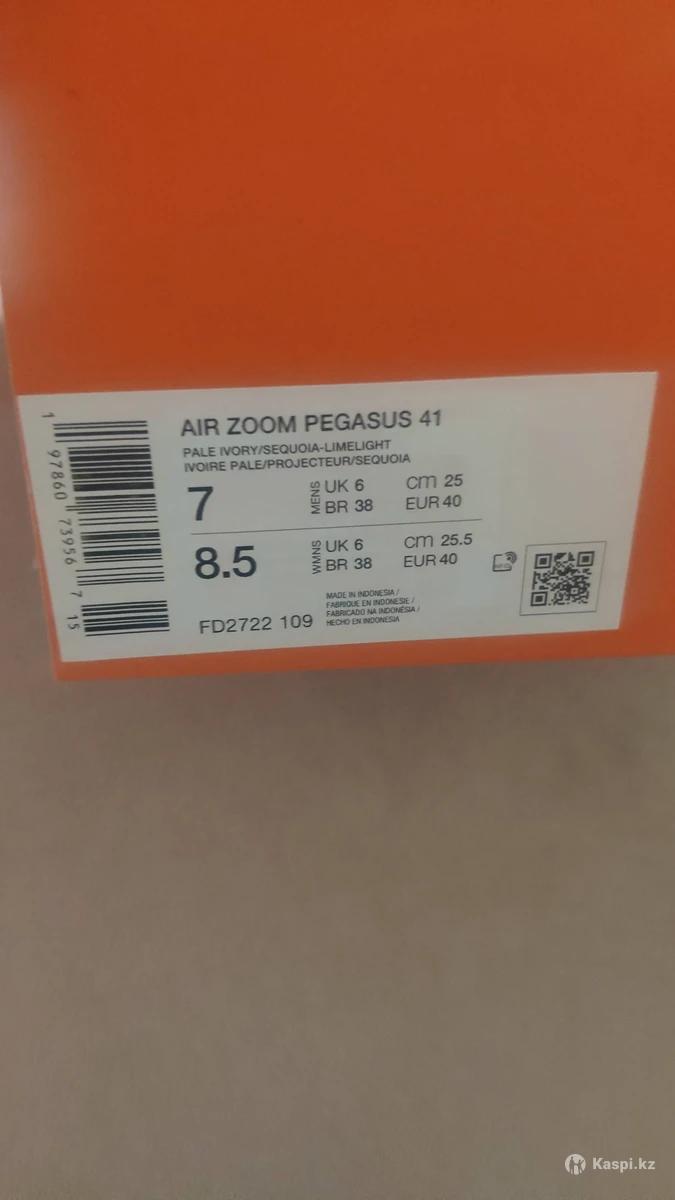 AIR ZOOM PEGASUS 41
PALE IVORY/SEQUOIA-LIMELIGHT
IVOIRE PALE/PROJECTEUR/SEQUOIA
7 MENS UK 6 cm 25
BR 38 EUR 40
8.5 WMNS UK 6 cm 25.5
BR 38 EUR 40
FD2722 109
MADE IN INDONESIA /
FABRIQUE EN INDONESIE /
FABRICADO NA INDONÉSIA /
HECHO EN INDONESIA
1 97860 73956 7 15
Kaspi.kz